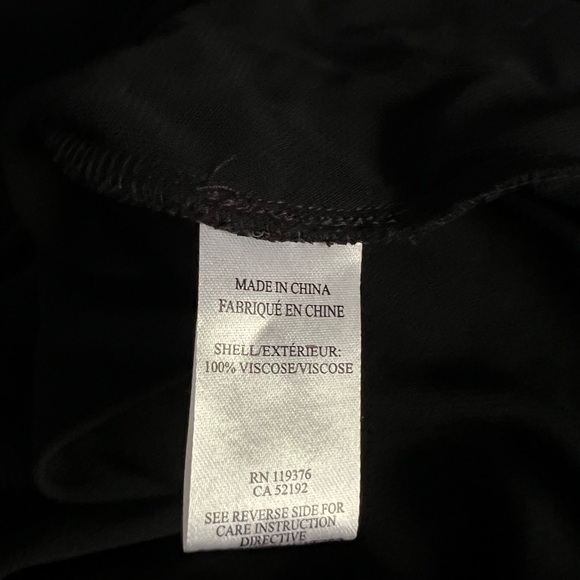 MADE IN CHINA
FABRIQUÉ EN CHINE
SHELL/EXTÉRIEUR:
100% VISCOSE/VISCOSE
RN 119376
CA 52192
SEE REVERSE SIDE FOR
CARE INSTRUCTION
DIRECTIVE